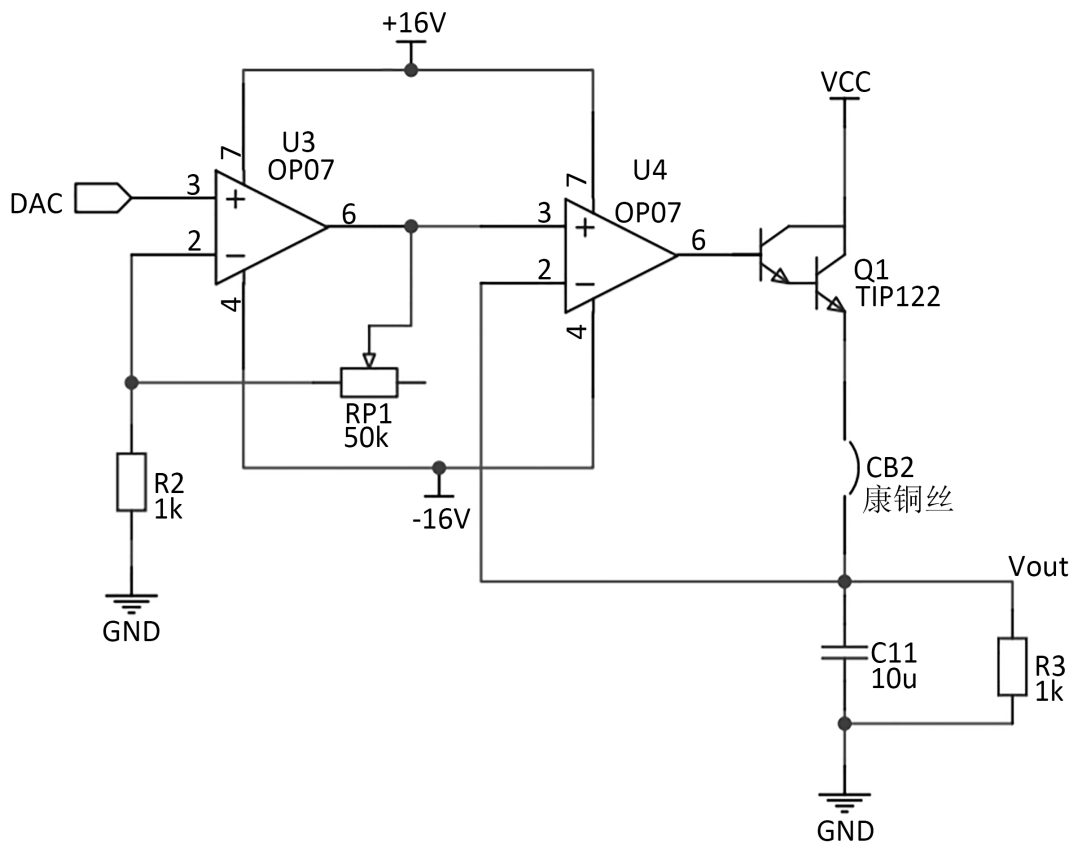 +16V
VCC
U3
OP07
7
DAC
3
2
6
4
U4
OP07
7
3
2
6
4
Q1
TIP122
RP1
50k
R2
1k
-16V
CB2
康铜丝
Vout
GND
C11
10u
R3
1k
GND